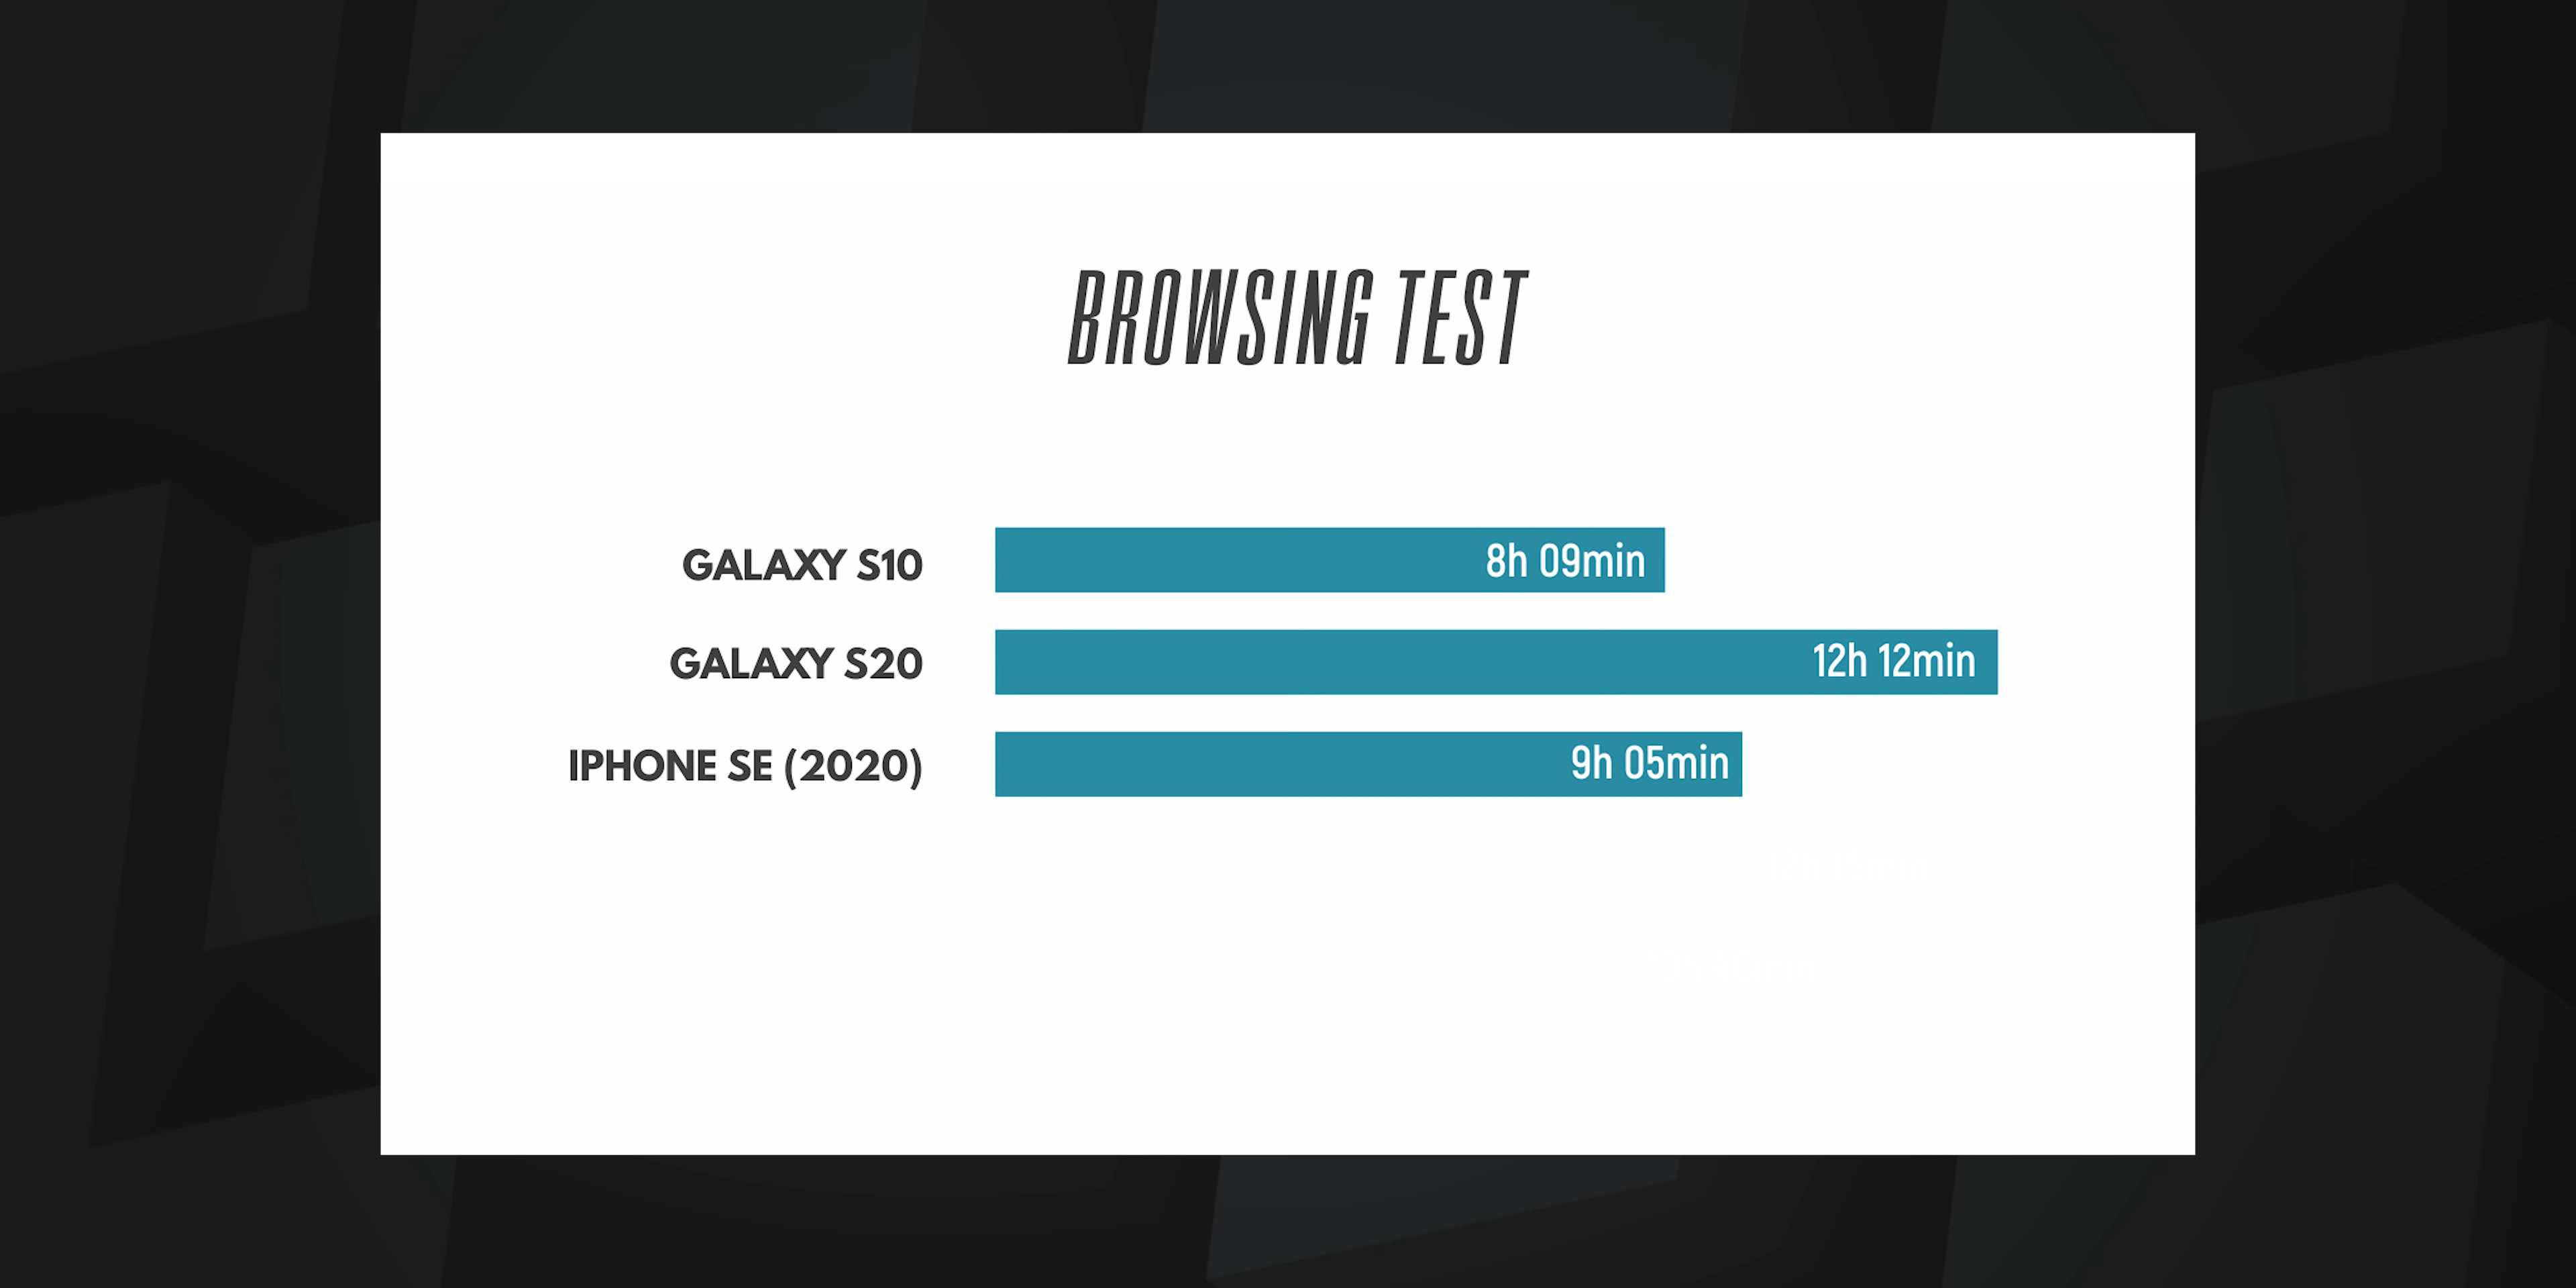 BROWSING TEST
GALAXY S10 8h 09min
GALAXY S20 12h 12min
IPHONE SE (2020) 9h 05min